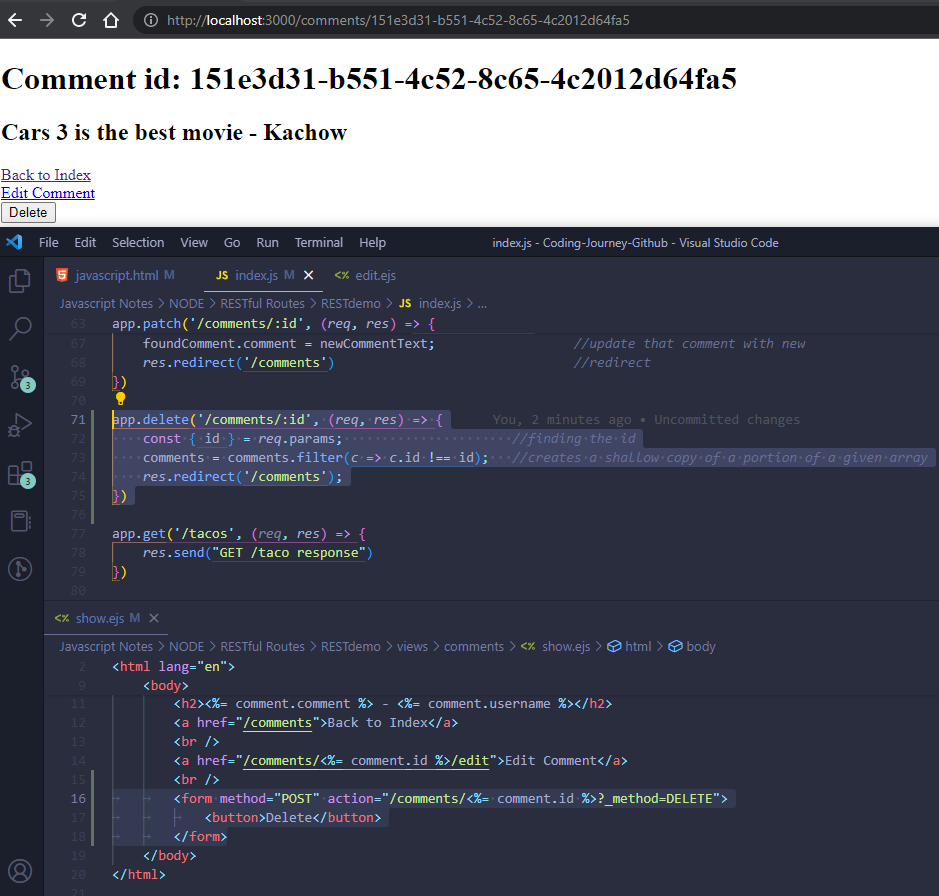 http://localhost:3000/comments/151e3d31-b551-4c52-8c65-4c2012d64fa5
Comment id: 151e3d31-b551-4c52-8c65-4c2012d64fa5
Cars 3 is the best movie - Kachow
Back to Index
Edit Comment
Delete
File Edit Selection View Go Run Terminal Help index.js - Coding-Journey-Github - Visual Studio Code
javascript.html M JS index.js M <% edit.ejs
Javascript Notes > NODE > RESTful Routes > RESTdemo > JS index.js > ...
63 app.patch('/comments/:id', (req, res) => {
67 foundComment.comment = newCommentText; //update that comment with new
68 res.redirect('/comments') //redirect
69 })
70
71 app.delete('/comments/:id', (req, res) => { You, 2 minutes ago • Uncommitted changes
72 const { id } = req.params; //finding the id
73 comments = comments.filter(c => c.id !== id); //creates a shallow copy of a portion of a given array
74 res.redirect('/comments');
75 })
76
77 app.get('/tacos', (req, res) => {
78 res.send("GET /taco response")
79 })
80
3
3
<% show.ejs M
Javascript Notes > NODE > RESTful Routes > RESTdemo > views > comments > <% show.ejs > html > body
2 <html lang="en">
9 <body>
11 <h2><%= comment.comment %> - <%= comment.username %></h2>
12 <a href="/comments">Back to Index</a>
13 <br />
14 <a href="/comments/<%= comment.id %>/edit">Edit Comment</a>
15 <br />
16 <form method="POST" action="/comments/<%= comment.id %>?_method=DELETE">
17 <button>Delete</button>
18 </form>
19 </body>
20 </html>
21